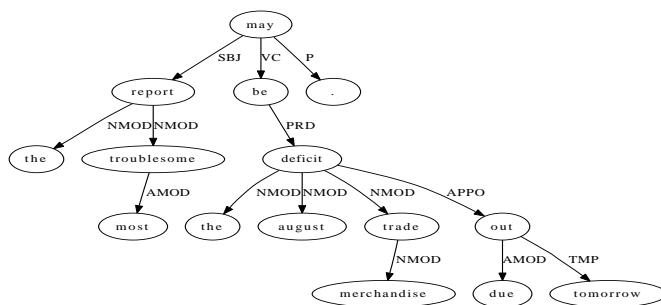 may
SBJ VC P
report be .
NMOD NMOD PRD
the troublesome deficit
AMOD NMOD NMOD NMOD APPO
most the august trade out
NMOD AMOD TMP
merchandise due tomorrow